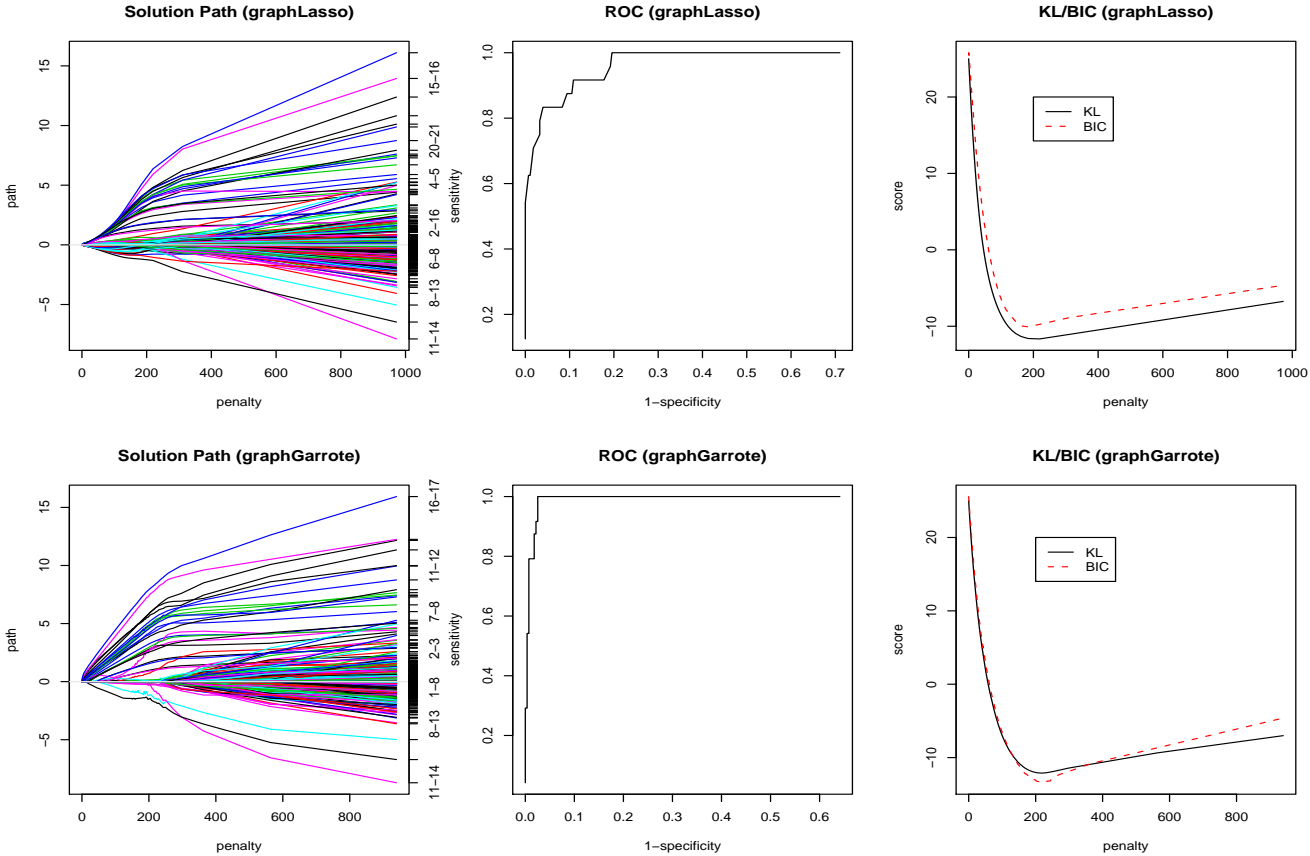 Solution Path (graphLasso)
path
15
10
5
0
−5
0 200 400 600 800 1000
penalty
15−16
20−21
4−5
2−16
6−8
8−13
11−14
ROC (graphLasso)
sensitivity
1.0
0.8
0.6
0.4
0.2
0.0 0.1 0.2 0.3 0.4 0.5 0.6 0.7
1−specificity
KL/BIC (graphLasso)
score
20
10
0
−10
KL
BIC
0 200 400 600 800 1000
penalty
Solution Path (graphGarrote)
path
15
10
5
0
−5
0 200 400 600 800
penalty
16−17
11−12
7−8
2−3
1−8
8−13
11−14
ROC (graphGarrote)
sensitivity
1.0
0.8
0.6
0.4
0.2
0.0 0.1 0.2 0.3 0.4 0.5 0.6
1−specificity
KL/BIC (graphGarrote)
score
20
10
0
−10
KL
BIC
0 200 400 600 800
penalty